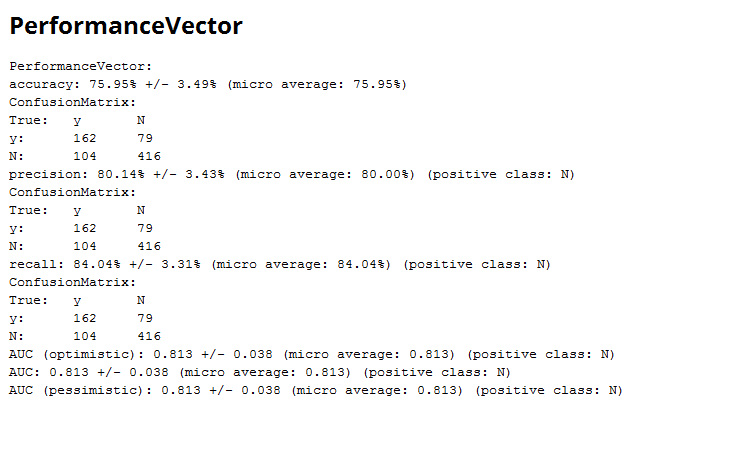 PerformanceVector
PerformanceVector:
accuracy: 75.95% +/- 3.49% (micro average: 75.95%)
ConfusionMatrix:
True:   y       N
y:      162     79
N:      104     416
precision: 80.14% +/- 3.43% (micro average: 80.00%) (positive class: N)
ConfusionMatrix:
True:   y       N
y:      162     79
N:      104     416
recall: 84.04% +/- 3.31% (micro average: 84.04%) (positive class: N)
ConfusionMatrix:
True:   y       N
y:      162     79
N:      104     416
AUC (optimistic): 0.813 +/- 0.038 (micro average: 0.813) (positive class: N)
AUC: 0.813 +/- 0.038 (micro average: 0.813) (positive class: N)
AUC (pessimistic): 0.813 +/- 0.038 (micro average: 0.813) (positive class: N)